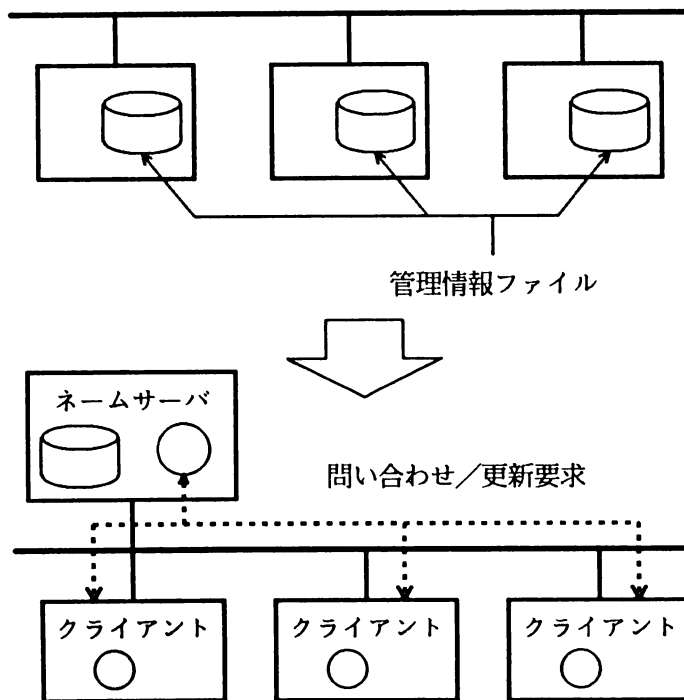 管理情報ファイル
ネームサーバ
問い合わせ／更新要求
クライアント
クライアント
クライアント